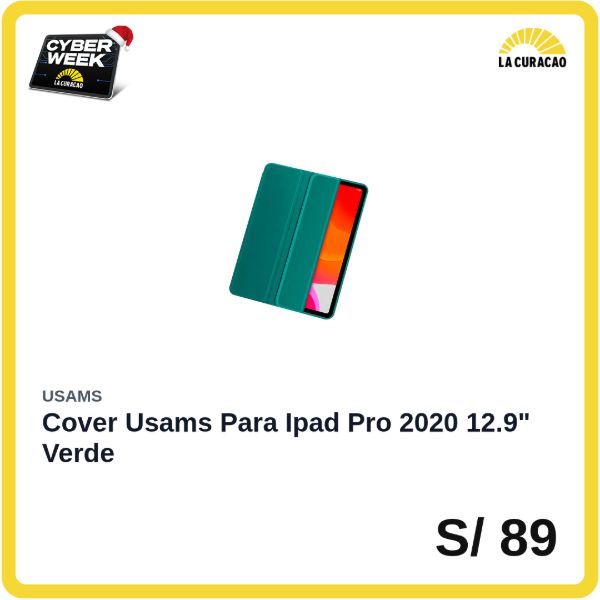 CYBER
WEEK
LA CURACAO
LA CURACAO
USAMS
Cover Usams Para Ipad Pro 2020 12.9"
Verde
S/ 89